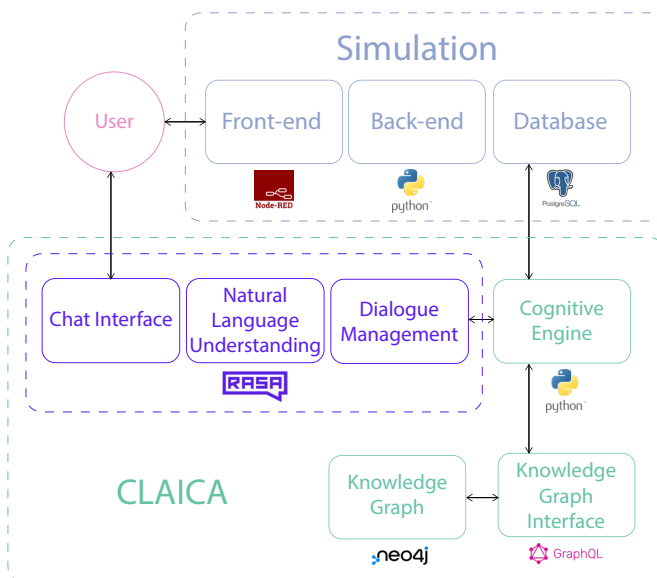 Simulation
User
Front-end
Back-end
Database
Node-RED
python
PostgreSQL
Chat Interface
Natural
Language
Understanding
Dialogue
Management
Cognitive
Engine
RASA
python
CLAICA
Knowledge
Graph
Knowledge
Graph
Interface
neo4j
GraphQL